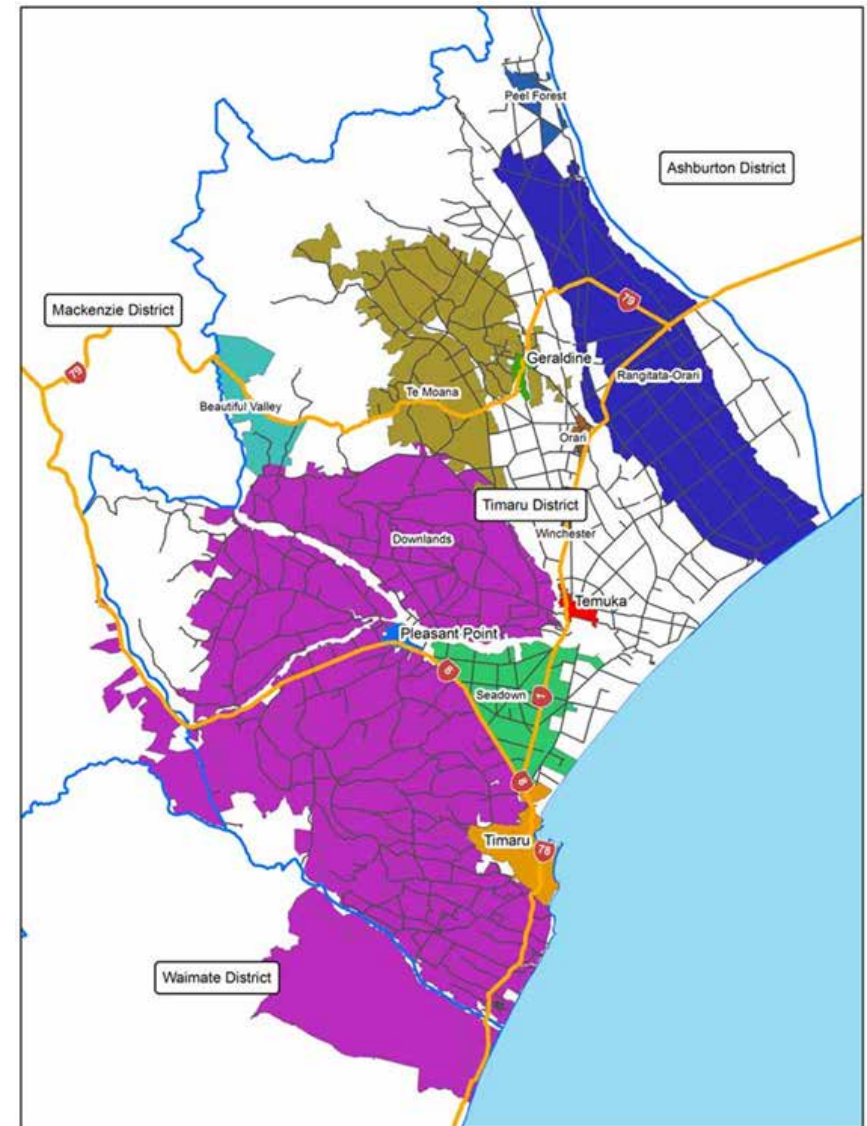 Peel Forest
Ashburton District
79
Mackenzie District
79
Geraldine
Rangitata-Orari
Te Moana
Beautiful Valley
Orari
Timaru District
Winchester
Downlands
Temuka
Pleasant Point
8
Seadown
1
8
Timaru
78
Waimate District